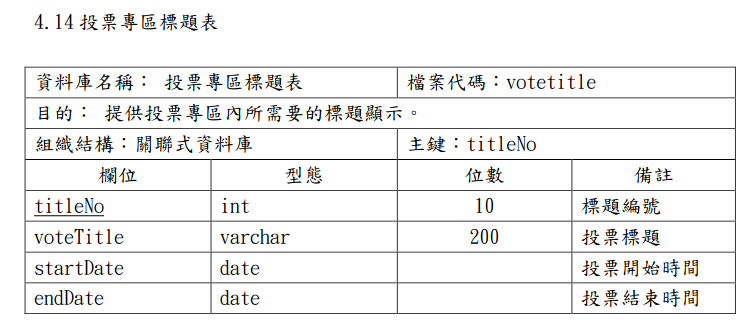 4.14 投票專區標題表
資料庫名稱： 投票專區標題表 檔案代碼：votetitle
目的： 提供投票專區內所需要的標題顯示。
組織結構：關聯式資料庫 主鍵：titleNo
欄位 型態 位數 備註
titleNo int 10 標題編號
voteTitle varchar 200 投票標題
startDate date 投票開始時間
endDate date 投票結束時間